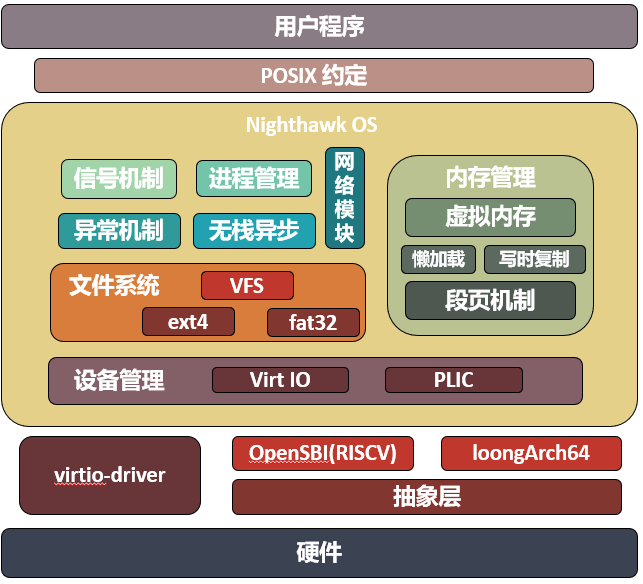 用户程序
POSIX 约定
Nighthawk OS
信号机制
进程管理
网络模块
异常机制
无栈异步
内存管理
虚拟内存
懒加载
写时复制
段页机制
文件系统
VFS
ext4
fat32
设备管理
Virt IO
PLIC
virtio-driver
OpenSBI(RISCV)
loongArch64
抽象层
硬件